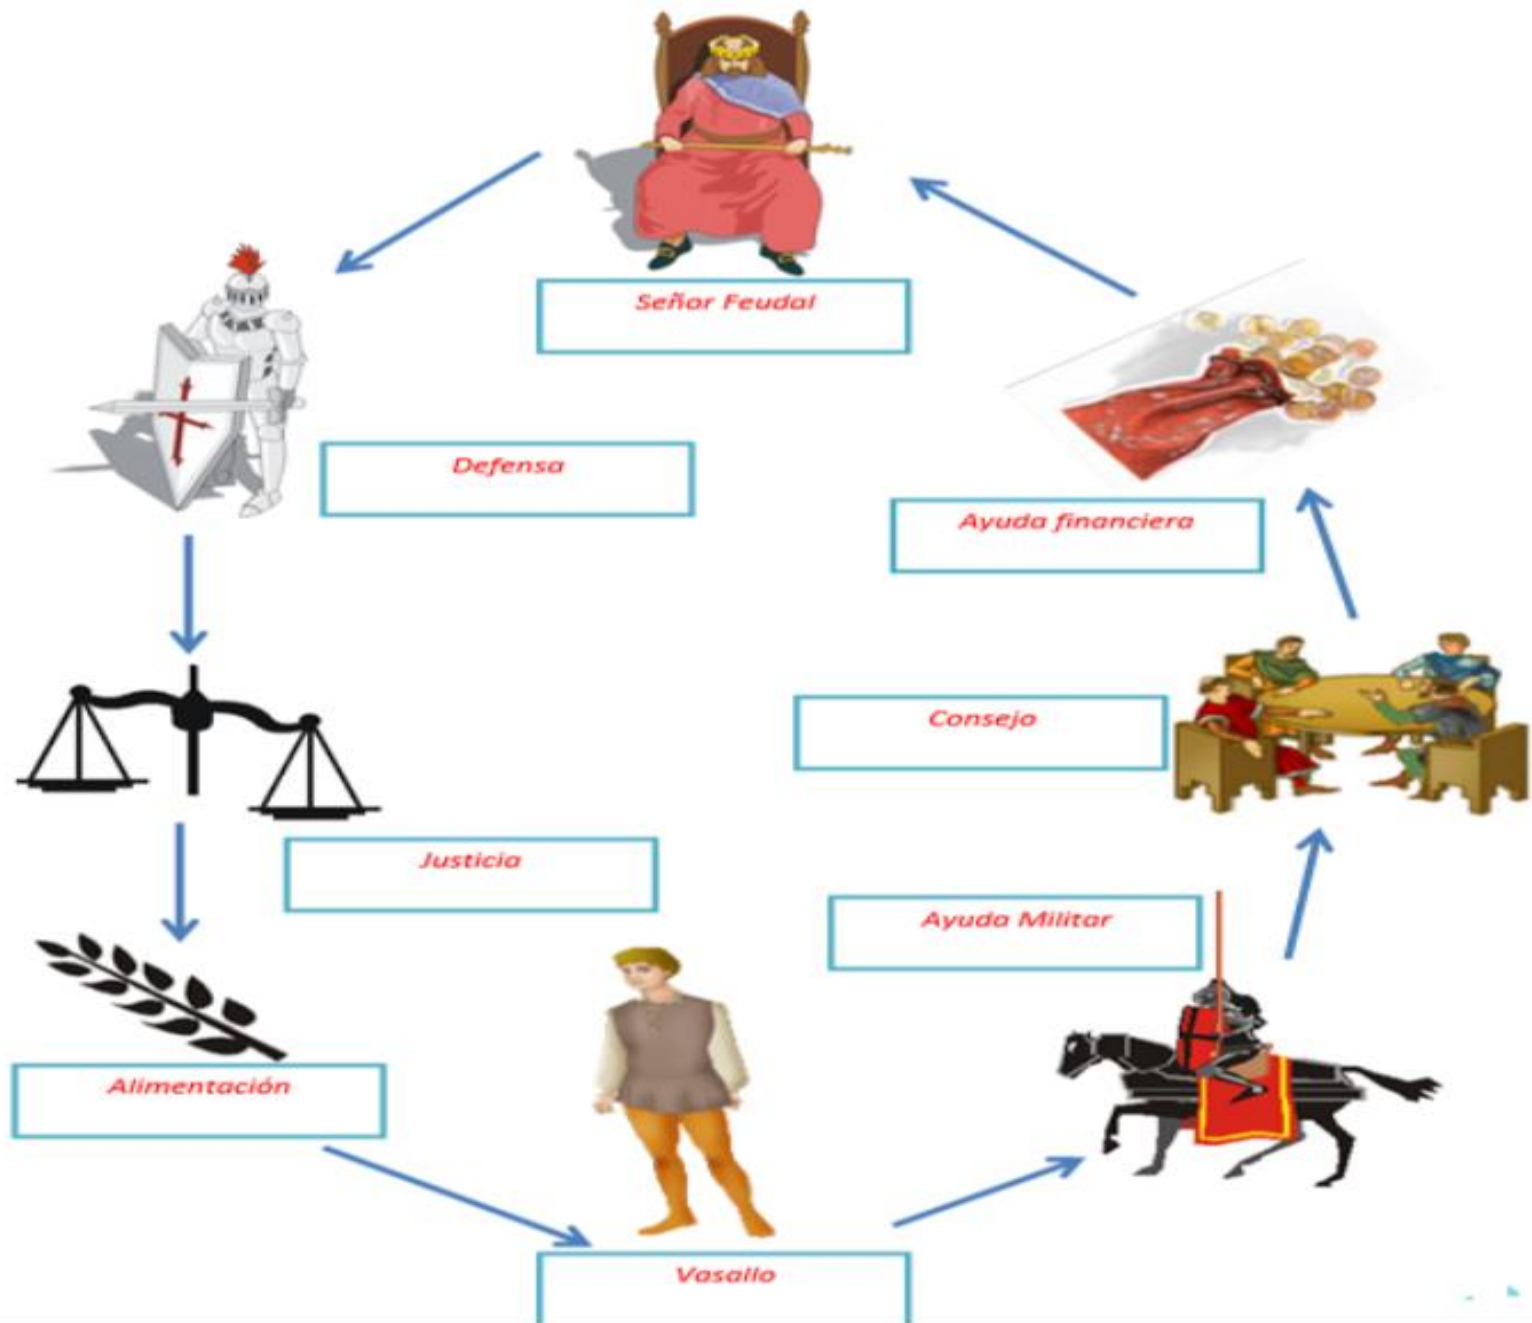 Señor Feudal
Defensa
Ayuda financiera
Consejo
Justicia
Ayuda Militar
Alimentación
Vasallo